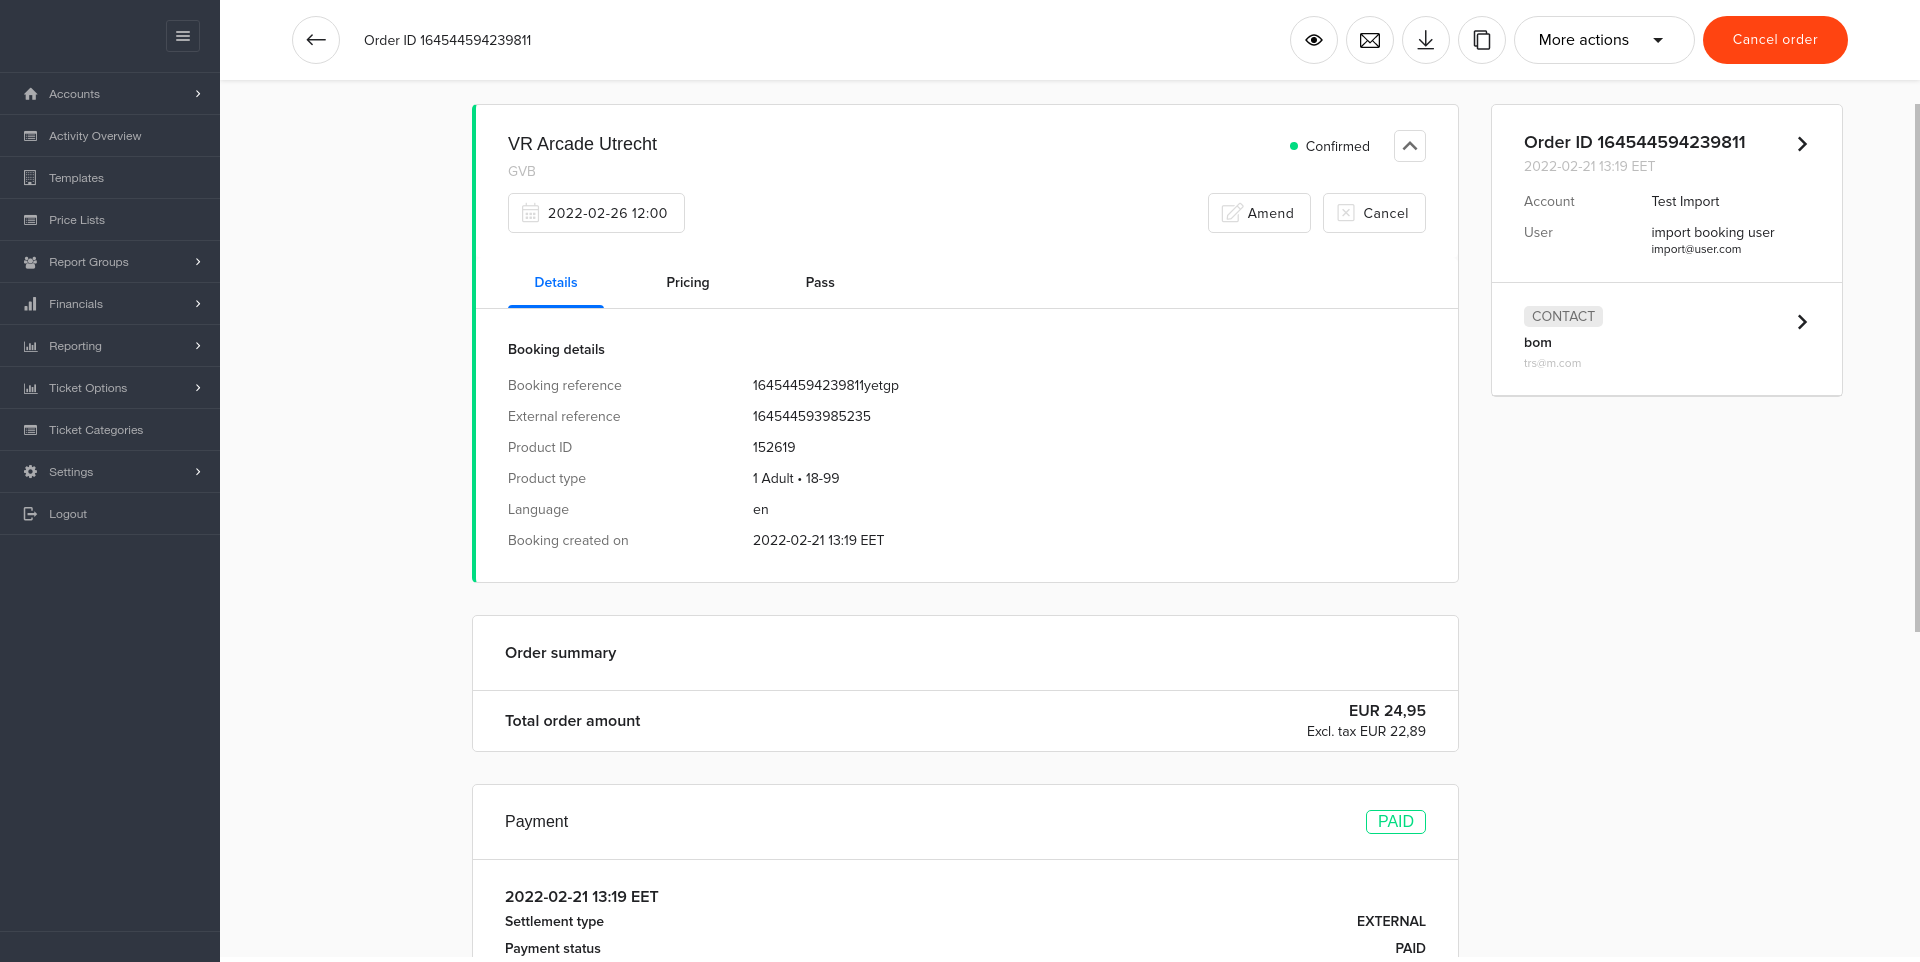 Order ID 164544594239811
More actions
Cancel order
Accounts
Activity Overview
Templates
Price Lists
Report Groups
Financials
Reporting
Ticket Options
Ticket Categories
Settings
Logout
VR Arcade Utrecht
Confirmed
GVB
2022-02-26 12:00
Amend
Cancel
Details
Pricing
Pass
Booking details
Booking reference 164544594239811yetgp
External reference 164544593985235
Product ID 152619
Product type 1 Adult • 18-99
Language en
Booking created on 2022-02-21 13:19 EET
Order summary
Total order amount EUR 24,95
Excl. tax EUR 22,89
Payment PAID
2022-02-21 13:19 EET
Settlement type EXTERNAL
Payment status PAID
Order ID 164544594239811
2022-02-21 13:19 EET
Account Test Import
User import booking user
import@user.com
CONTACT
bom
trs@m.com